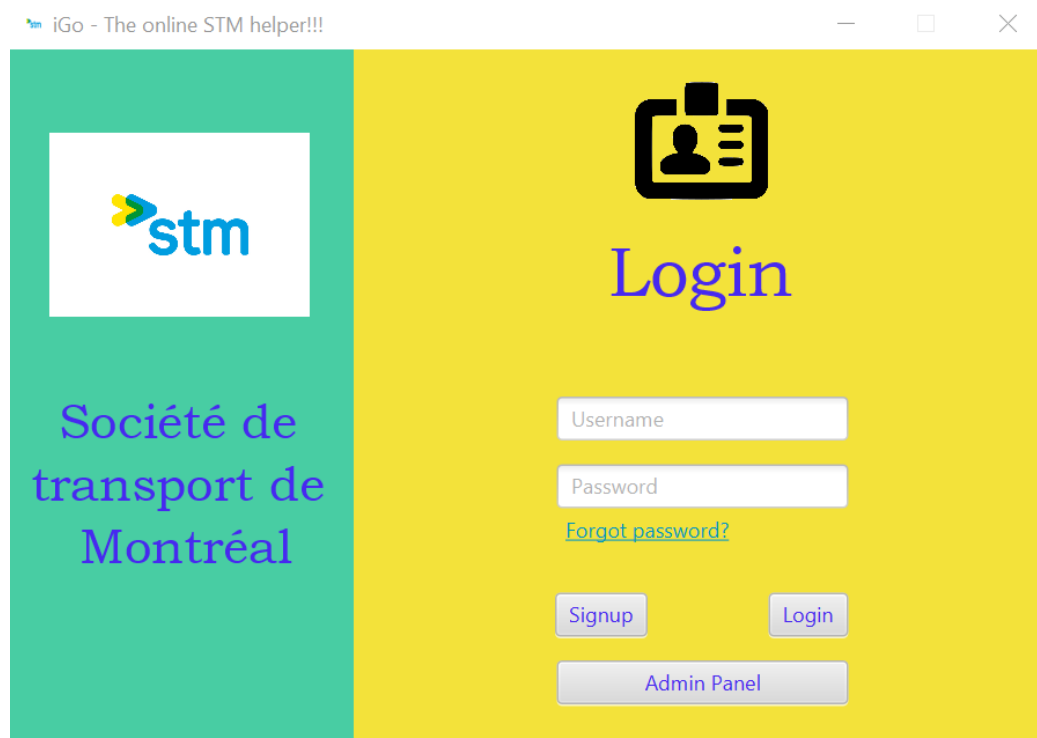 iGo - The online STM helper!!!
stm
Société de
transport de
Montréal
Login
Username
Password
Forgot password?
Signup
Login
Admin Panel